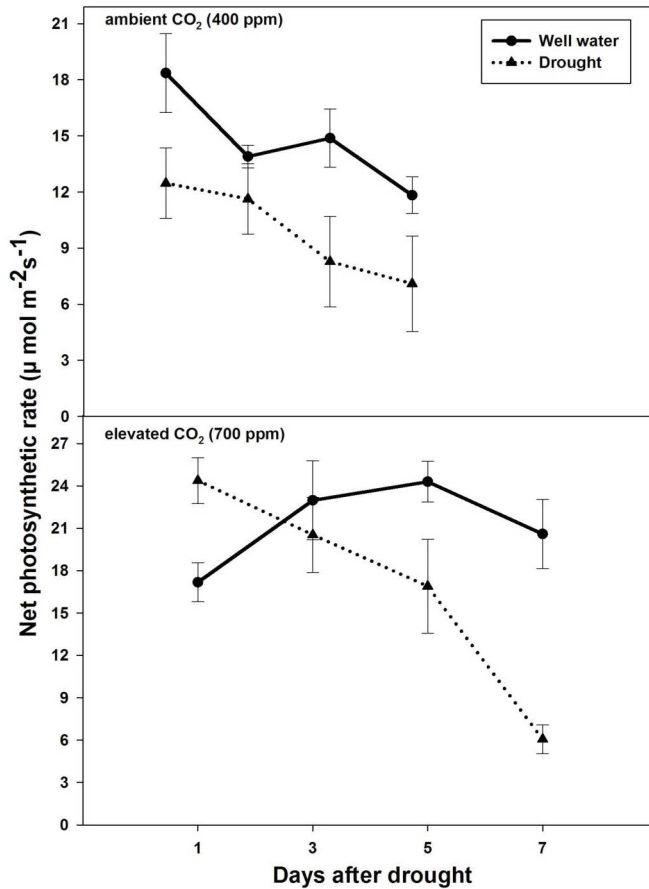 ambient CO₂ (400 ppm)
Well water
Drought
21
18
15
12
9
6
3
0
Net photosynthetic rate (μ mol m⁻²s⁻¹)
elevated CO₂ (700 ppm)
27
24
21
18
15
12
9
6
3
0
1 3 5 7
Days after drought